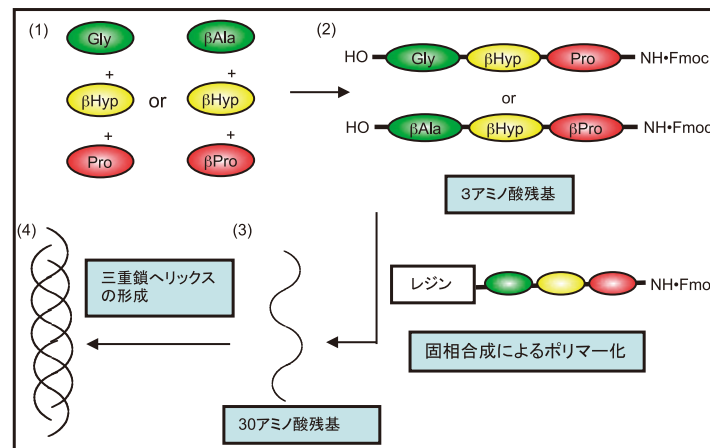 (1)
Gly
βAla
+
+
βHyp or βHyp
+
+
Pro
βPro
(2)
HO Gly βHyp Pro NH•Fmoc
or
HO βAla βHyp βPro NH•Fmoc
3アミノ酸残基
レジン NH•Fmoc
固相合成によるポリマー化
(3)
30アミノ酸残基
(4)
三重鎖ヘリックス
の形成